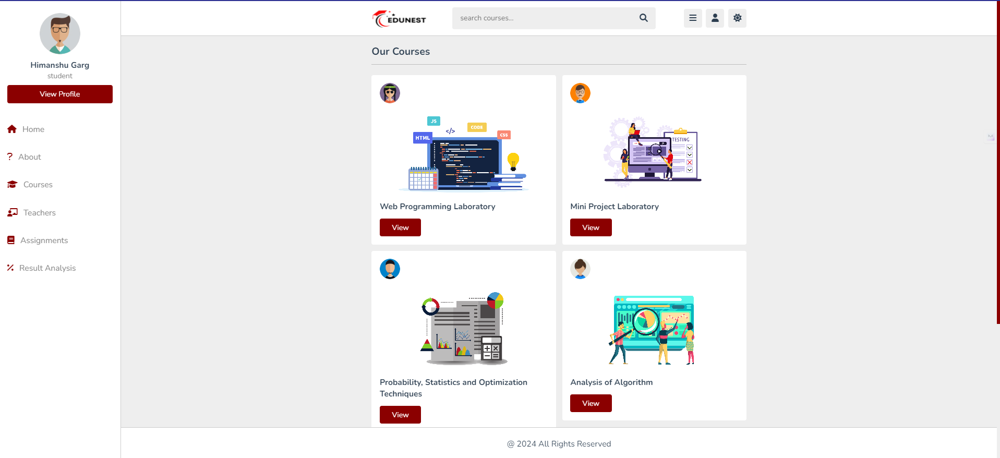 Himanshu Garg
student
View Profile
Home
About
Courses
Teachers
Assignments
Result Analysis
EDUNEST
search courses...
Our Courses
JS
</>
CODE
HTML
CSS
Web Programming Laboratory
View
TESTING
Mini Project Laboratory
View
Probability, Statistics and Optimization
Techniques
View
Analysis of Algorithm
View
@ 2024 All Rights Reserved